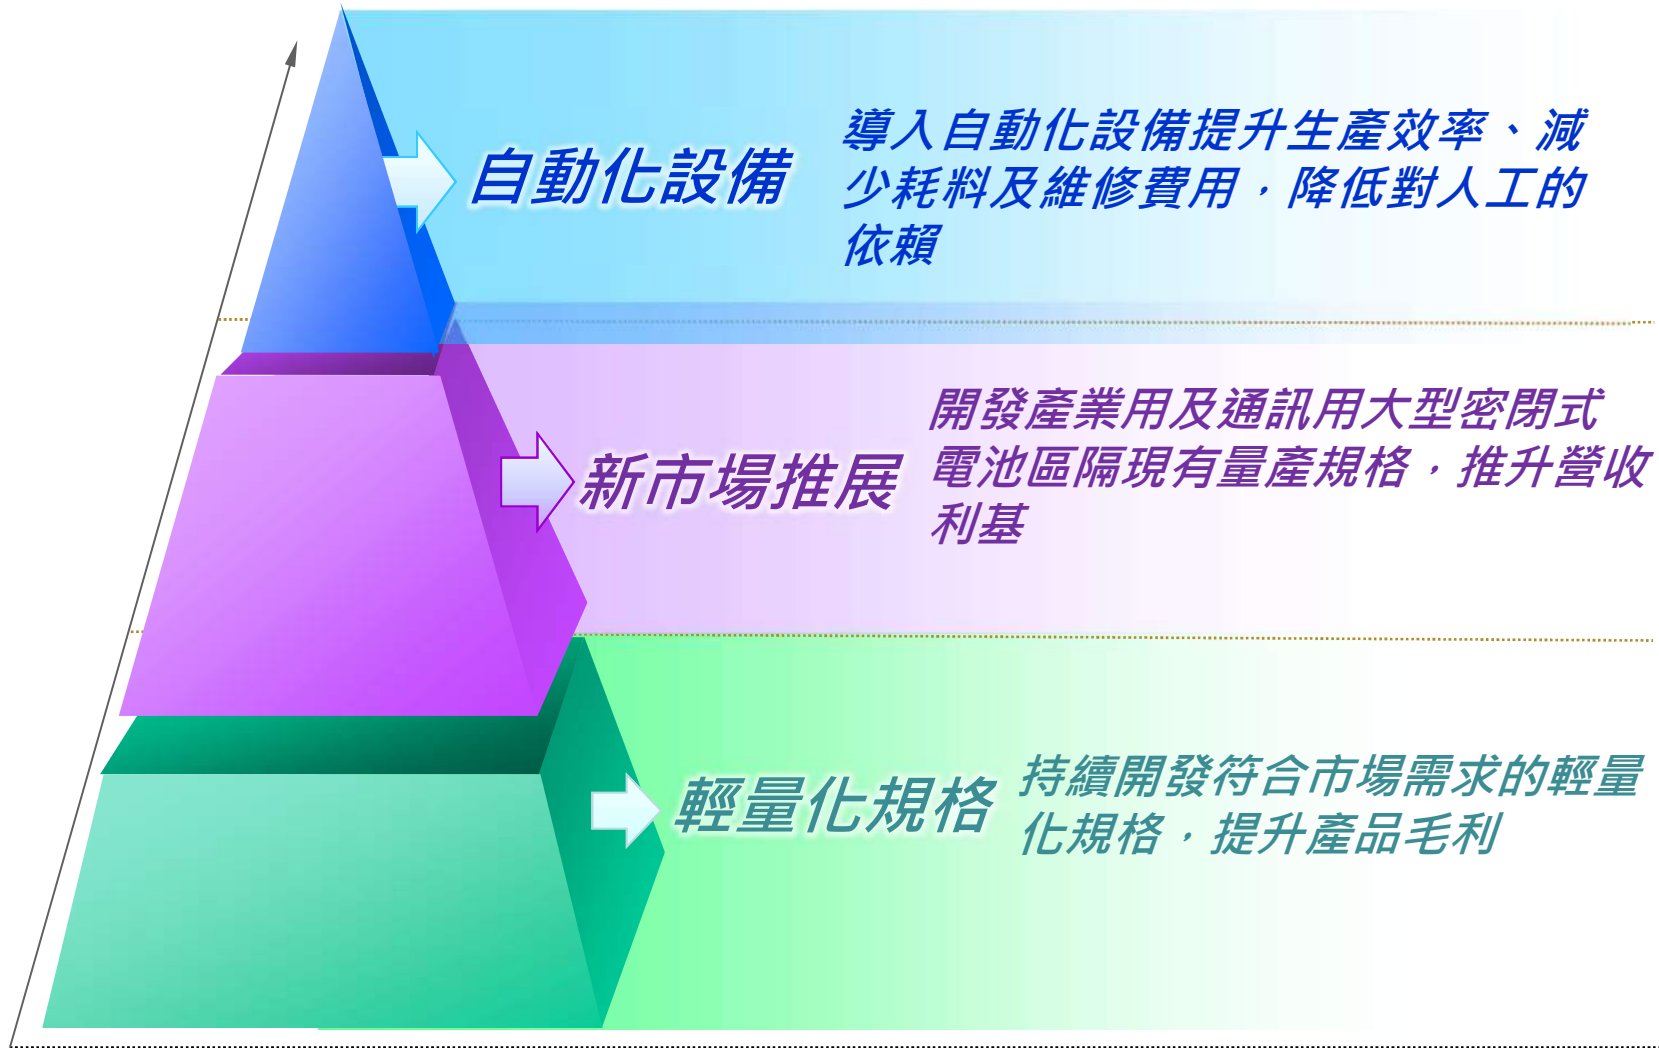 自動化設備
導入自動化設備提升生產效率、減
少耗料及維修費用，降低對人工的
依賴
新市場推展
開發產業用及通訊用大型密閉式
電池區隔現有量產規格，推升營收
利基
輕量化規格
持續開發符合市場需求的輕量
化規格，提升產品毛利